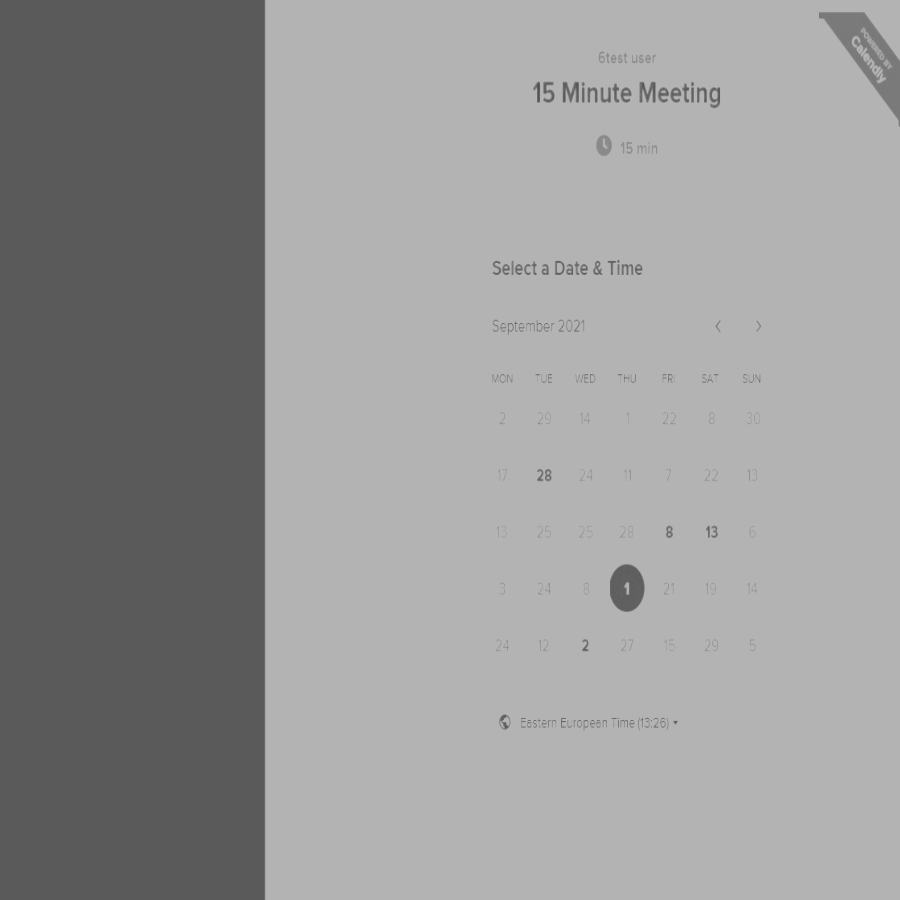 POWERED BY
Calendly
6test user
15 Minute Meeting
15 min
Select a Date & Time
September 2021
MON TUE WED THU FRI SAT SUN
2 29 14 1 22 8 30
17 28 24 11 7 22 13
13 25 25 28 8 13 6
3 24 8 1 21 19 14
24 12 2 27 15 29 5
Eastern European Time (13:26)